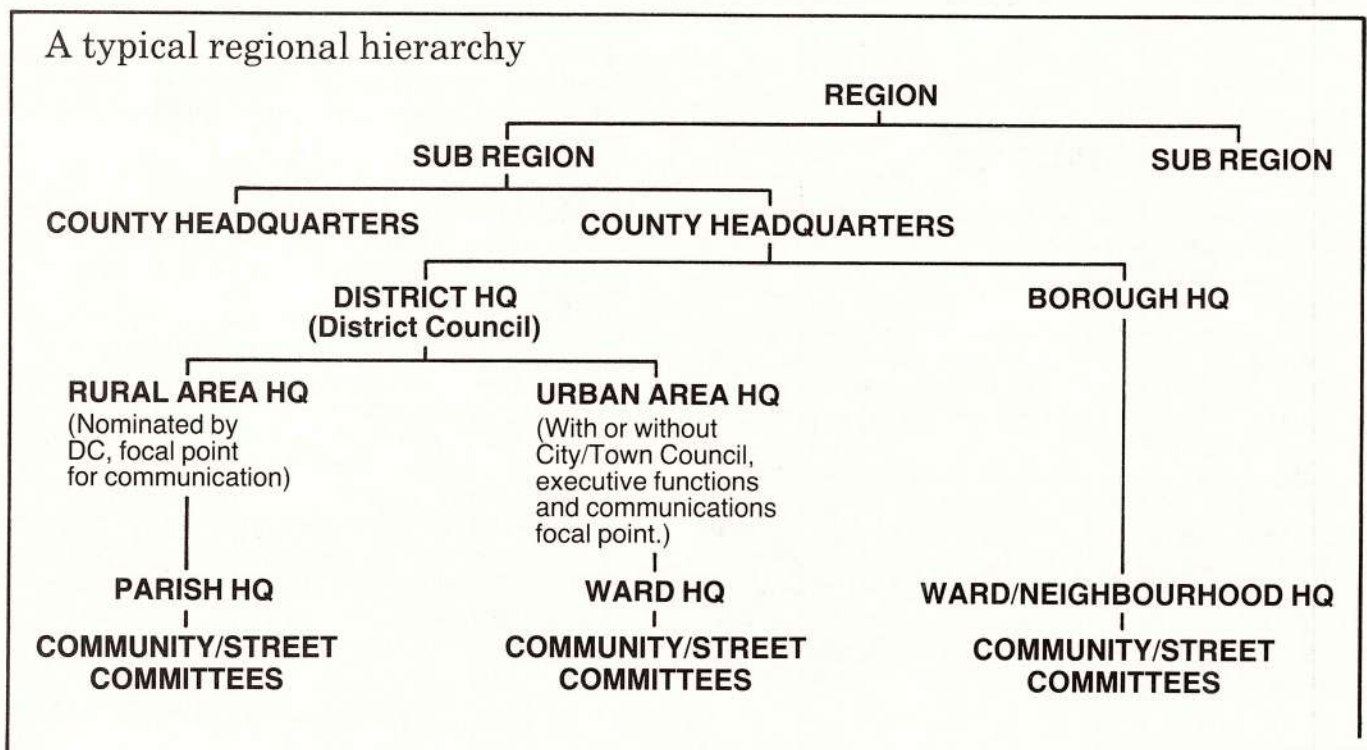 A typical regional hierarchy
REGION
SUB REGION
SUB REGION
COUNTY HEADQUARTERS
COUNTY HEADQUARTERS
DISTRICT HQ
(District Council)
BOROUGH HQ
RURAL AREA HQ
(Nominated by
DC, focal point
for communication)
URBAN AREA HQ
(With or without
City/Town Council,
executive functions
and communications
focal point.)
PARISH HQ
WARD HQ
WARD/NEIGHBOURHOOD HQ
COMMUNITY/STREET
COMMITTEES
COMMUNITY/STREET
COMMITTEES
COMMUNITY/STREET
COMMITTEES